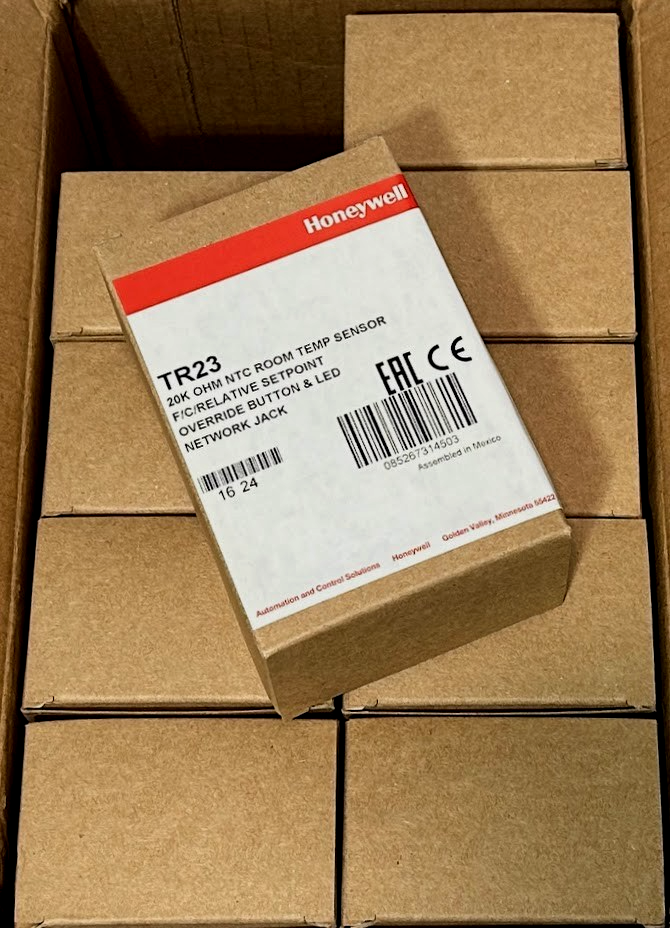 Honeywell
TR23
20K OHM NTC ROOM TEMP SENSOR
F/C/RELATIVE SETPOINT
OVERRIDE BUTTON & LED
NETWORK JACK
EAC CE
16 24
085267314503
Assembled in Mexico
Automation and Control Solutions Honeywell Golden Valley, Minnesota 55422